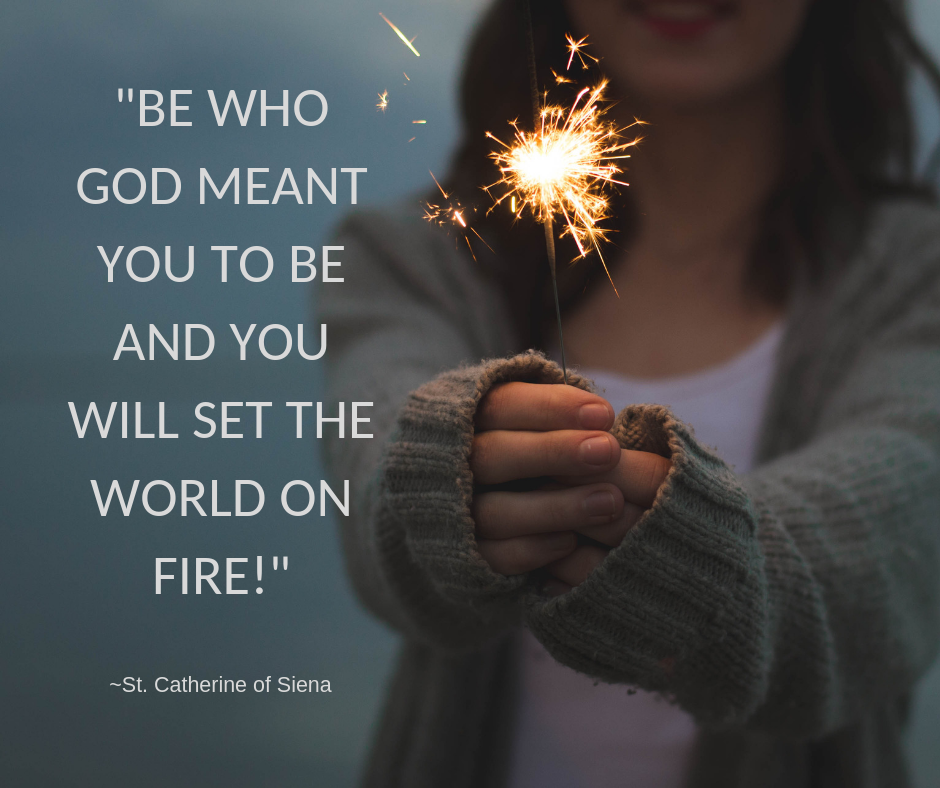 "BE WHO
GOD MEANT
YOU TO BE
AND YOU
WILL SET THE
WORLD ON
FIRE!"
~St. Catherine of Siena